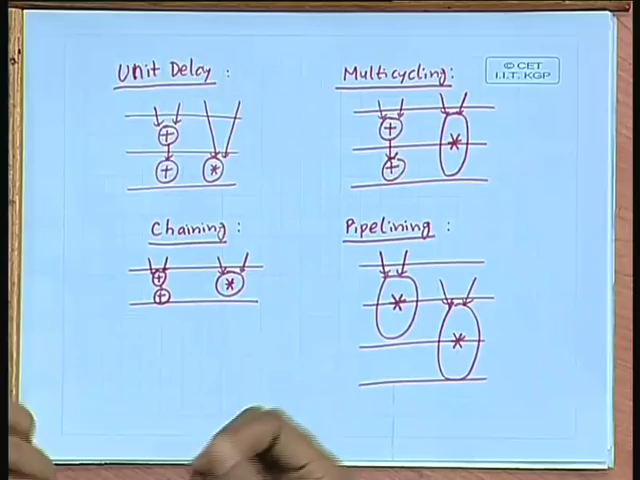 Unit Delay :
+
+ *
Multicycling:
+ *
+
© CET
I.I.T. KGP
Chaining :
+
+ *
Pipelining :
*
*